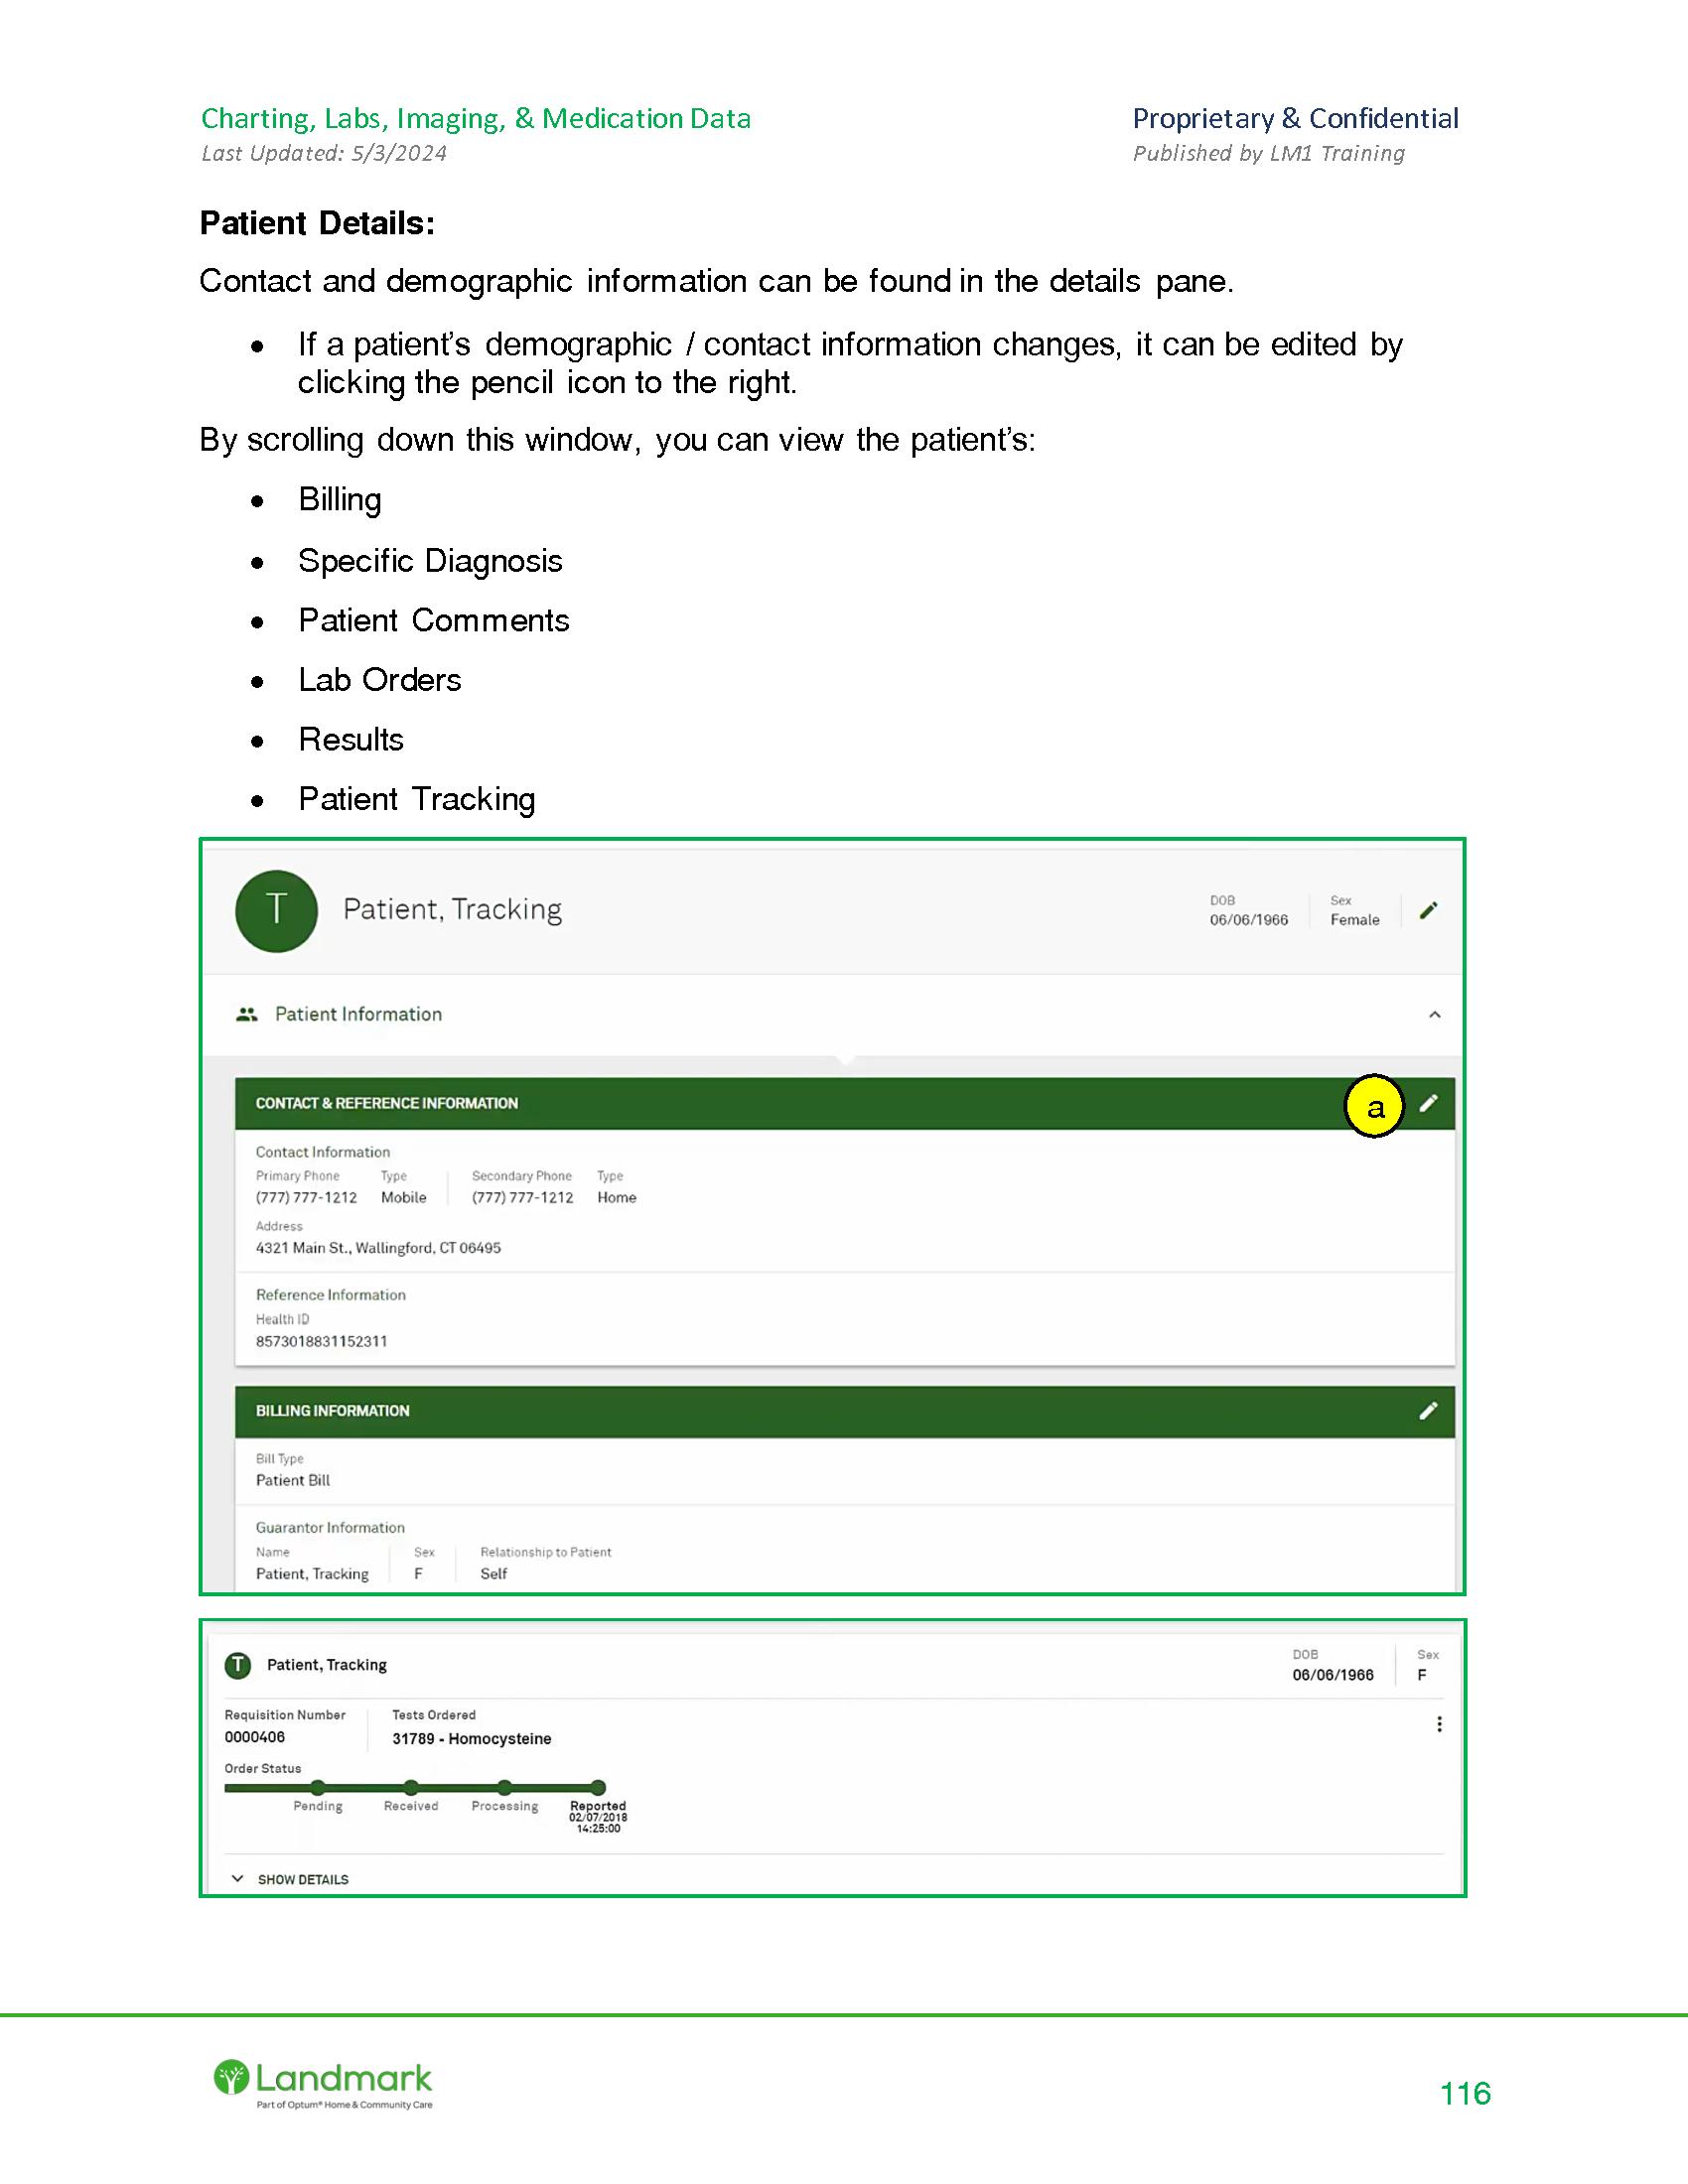 Charting, Labs, Imaging, & Medication Data
Proprietary & Confidential
Last Updated: 5/3/2024
Published by LM1 Training
Patient Details:
Contact and demographic information can be found in the details pane.
• If a patient's demographic / contact information changes, it can be edited by
clicking the pencil icon to the right.
By scrolling down this window, you can view the patient's:
• Billing
• Specific Diagnosis
• Patient Comments
• Lab Orders
• Results
• Patient Tracking
T Patient, Tracking
DOB Sex
06/06/1966 Female
Patient Information
CONTACT & REFERENCE INFORMATION a
Contact Information
Primary Phone Type Secondary Phone Type
(777) 777-1212 Mobile (777) 777-1212 Home
Address
4321 Main St., Wallingford, CT 06495
Reference Information
Health ID
8573018831152311
BILLING INFORMATION
Bill Type
Patient Bill
Guarantor Information
Name Sex Relationship to Patient
Patient, Tracking F Self
T Patient, Tracking
DOB Sex
06/06/1966 F
Requisition Number Tests Ordered
0000406 31789 - Homocysteine
Order Status
Pending Received Processing Reported
02/07/2018
14:25:00
SHOW DETAILS
Landmark
Part of Optum® Home & Community Care
116